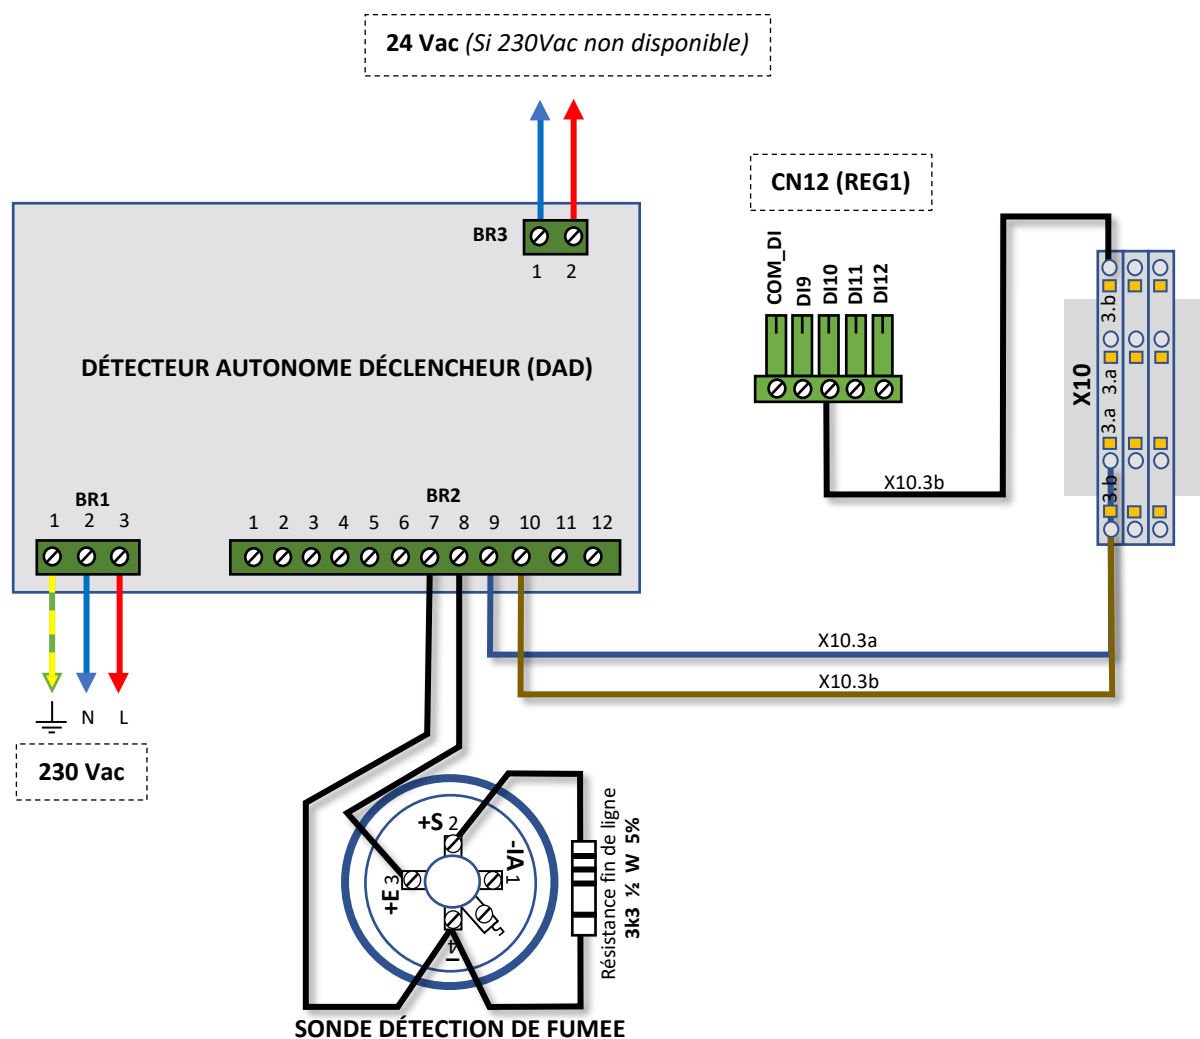 24 Vac (Si 230Vac non disponible)
CN12 (REG1)
BR3
1 2
COM_DI
DI9
DI10
DI11
DI12
DÉTECTEUR AUTONOME DÉCLENCHEUR (DAD)
X10
3.b
3.a
3.a
3.b
X10.3b
BR1
1 2 3
BR2
1 2 3 4 5 6 7 8 9 10 11 12
X10.3a
X10.3b
N L
230 Vac
+S 2
-IA 1
+E 3
4 I
Résistance fin de ligne
3k3 ½ W 5%
SONDE DÉTECTION DE FUMEE